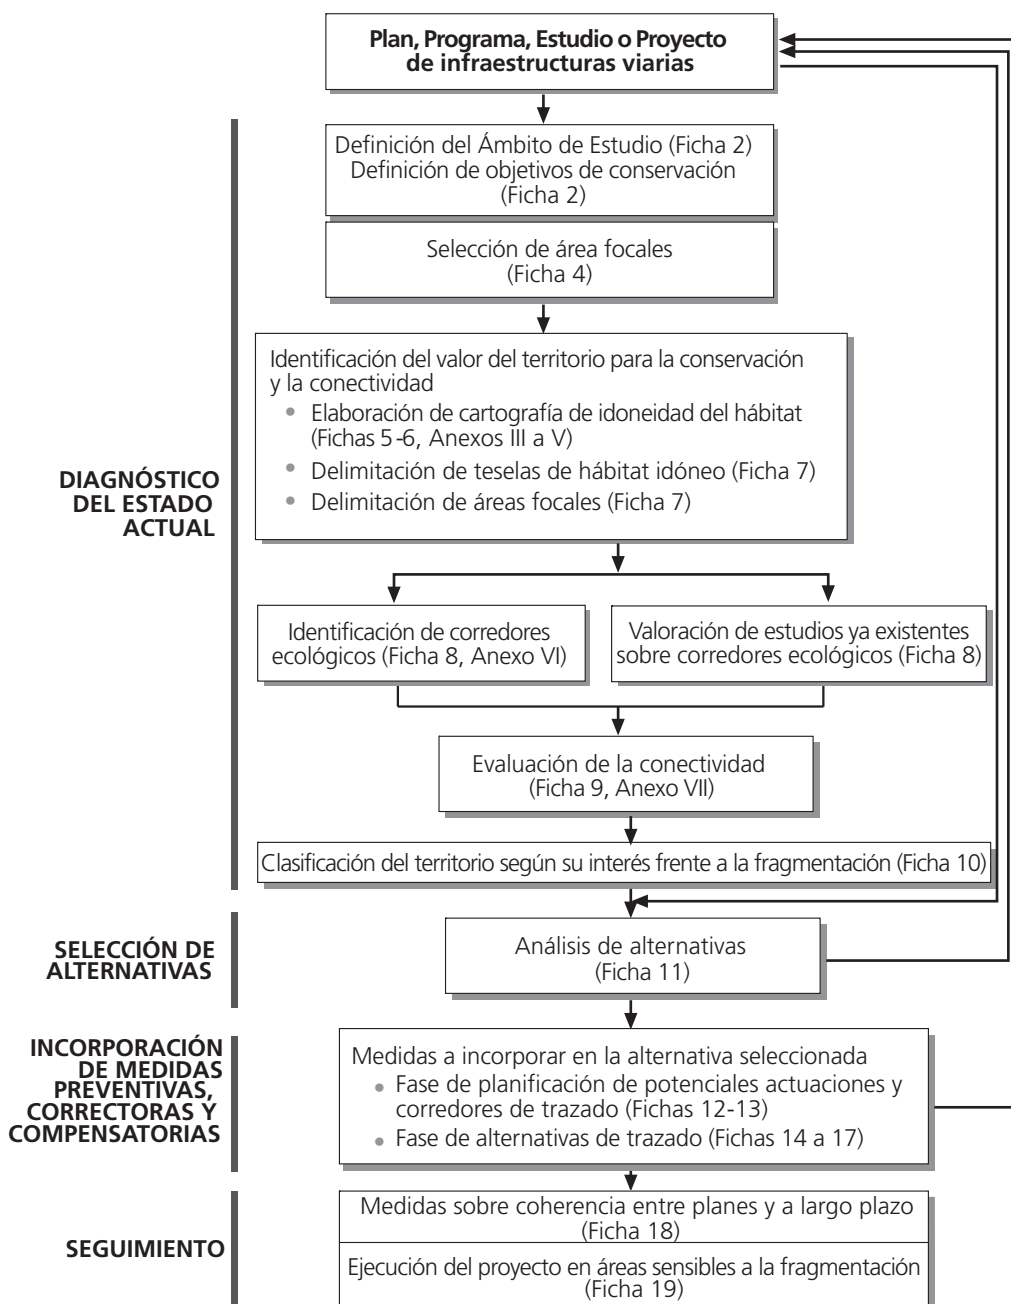 Plan, Programa, Estudio o Proyecto
de infraestructuras viarias
DIAGNÓSTICO
DEL ESTADO
ACTUAL
Definición del Ámbito de Estudio (Ficha 2)
Definición de objetivos de conservación
(Ficha 2)
Selección de área focales
(Ficha 4)
Identificación del valor del territorio para la conservación
y la conectividad
• Elaboración de cartografía de idoneidad del hábitat
(Fichas 5-6, Anexos III a V)
• Delimitación de teselas de hábitat idóneo (Ficha 7)
• Delimitación de áreas focales (Ficha 7)
Identificación de corredores
ecológicos (Ficha 8, Anexo VI)
Valoración de estudios ya existentes
sobre corredores ecológicos (Ficha 8)
Evaluación de la conectividad
(Ficha 9, Anexo VII)
Clasificación del territorio según su interés frente a la fragmentación (Ficha 10)
SELECCIÓN DE
ALTERNATIVAS
Análisis de alternativas
(Ficha 11)
INCORPORACIÓN
DE MEDIDAS
PREVENTIVAS,
CORRECTORAS Y
COMPENSATORIAS
Medidas a incorporar en la alternativa seleccionada
• Fase de planificación de potenciales actuaciones y
corredores de trazado (Fichas 12-13)
• Fase de alternativas de trazado (Fichas 14 a 17)
SEGUIMIENTO
Medidas sobre coherencia entre planes y a largo plazo
(Ficha 18)
Ejecución del proyecto en áreas sensibles a la fragmentación
(Ficha 19)